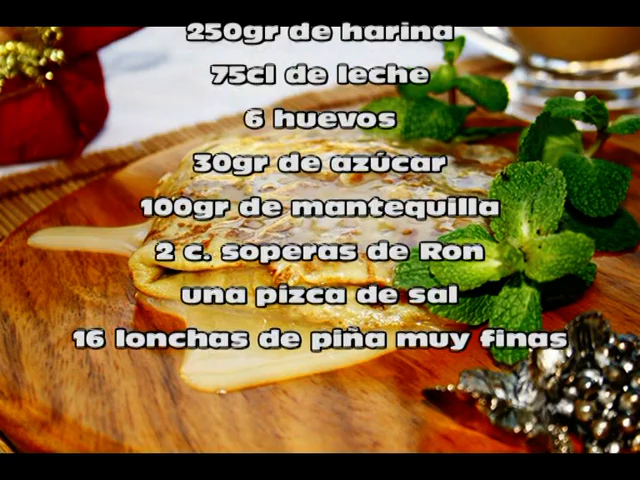 250gr de harina
75cl de leche
6 huevos
30gr de azúcar
100gr de mantequilla
2 c. soperas de Ron
una pizca de sal
16 lonchas de piña muy finas